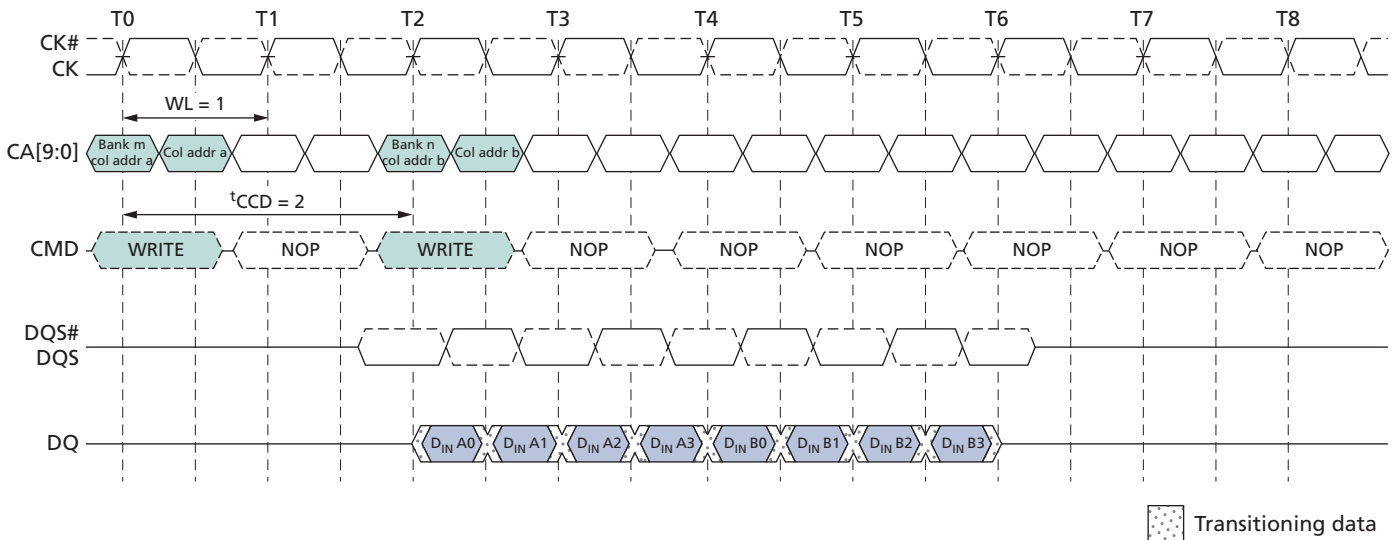 T0 T1 T2 T3 T4 T5 T6 T7 T8
CK#
CK
WL = 1
CA[9:0]
Bank m
col addr a
Col addr a
Bank n
col addr b
Col addr b
tCCD = 2
CMD WRITE NOP WRITE NOP NOP NOP NOP NOP NOP
DQS#
DQS
DQ DIN A0 DIN A1 DIN A2 DIN A3 DIN B0 DIN B1 DIN B2 DIN B3
Transitioning data